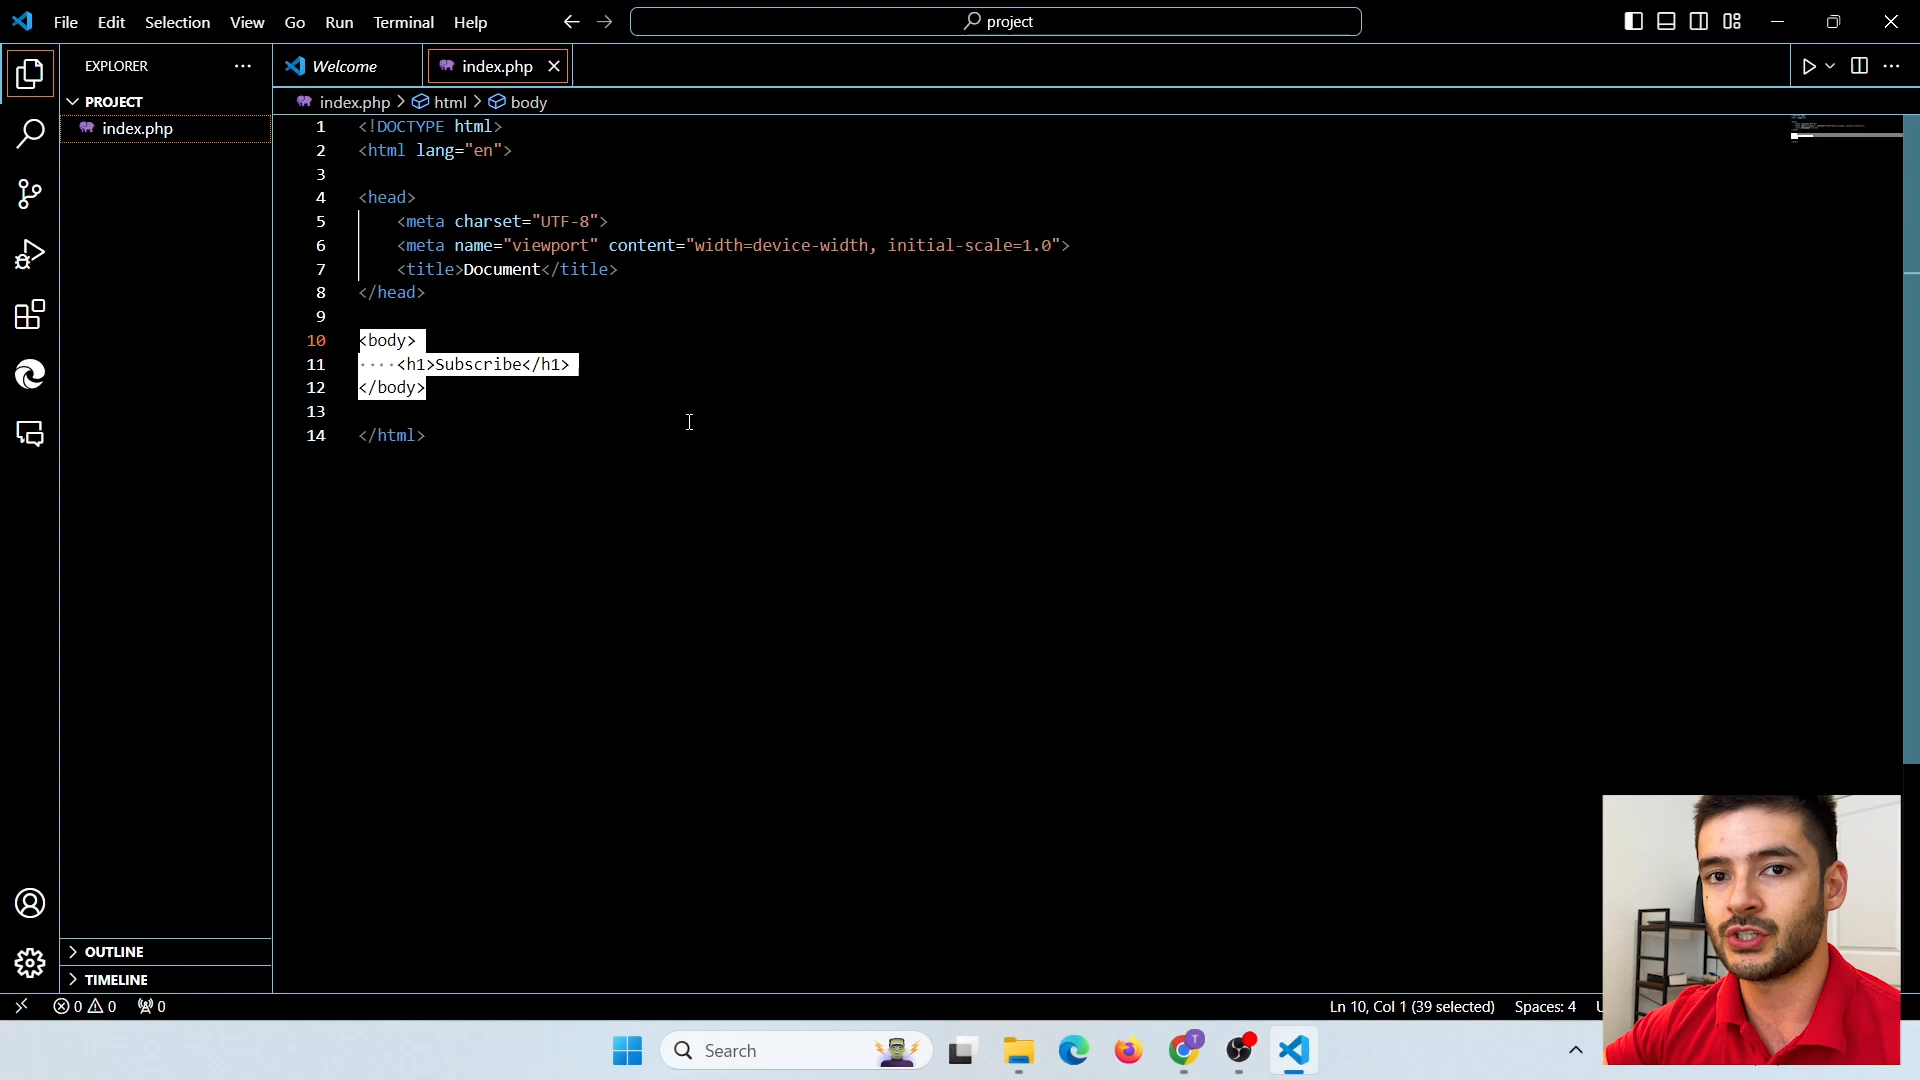 File Edit Selection View Go Run Terminal Help
project
EXPLORER
Welcome
index.php
PROJECT
index.php
index.php > html > body
1 <!DOCTYPE html>
2 <html lang="en">
3
4 <head>
5 <meta charset="UTF-8">
6 <meta name="viewport" content="width=device-width, initial-scale=1.0">
7 <title>Document</title>
8 </head>
9
10 <body>
11 ····<h1>Subscribe</h1>
12 </body>
13
14 </html>
OUTLINE
TIMELINE
0 0 0
Ln 10, Col 1 (39 selected) Spaces: 4
Search
T